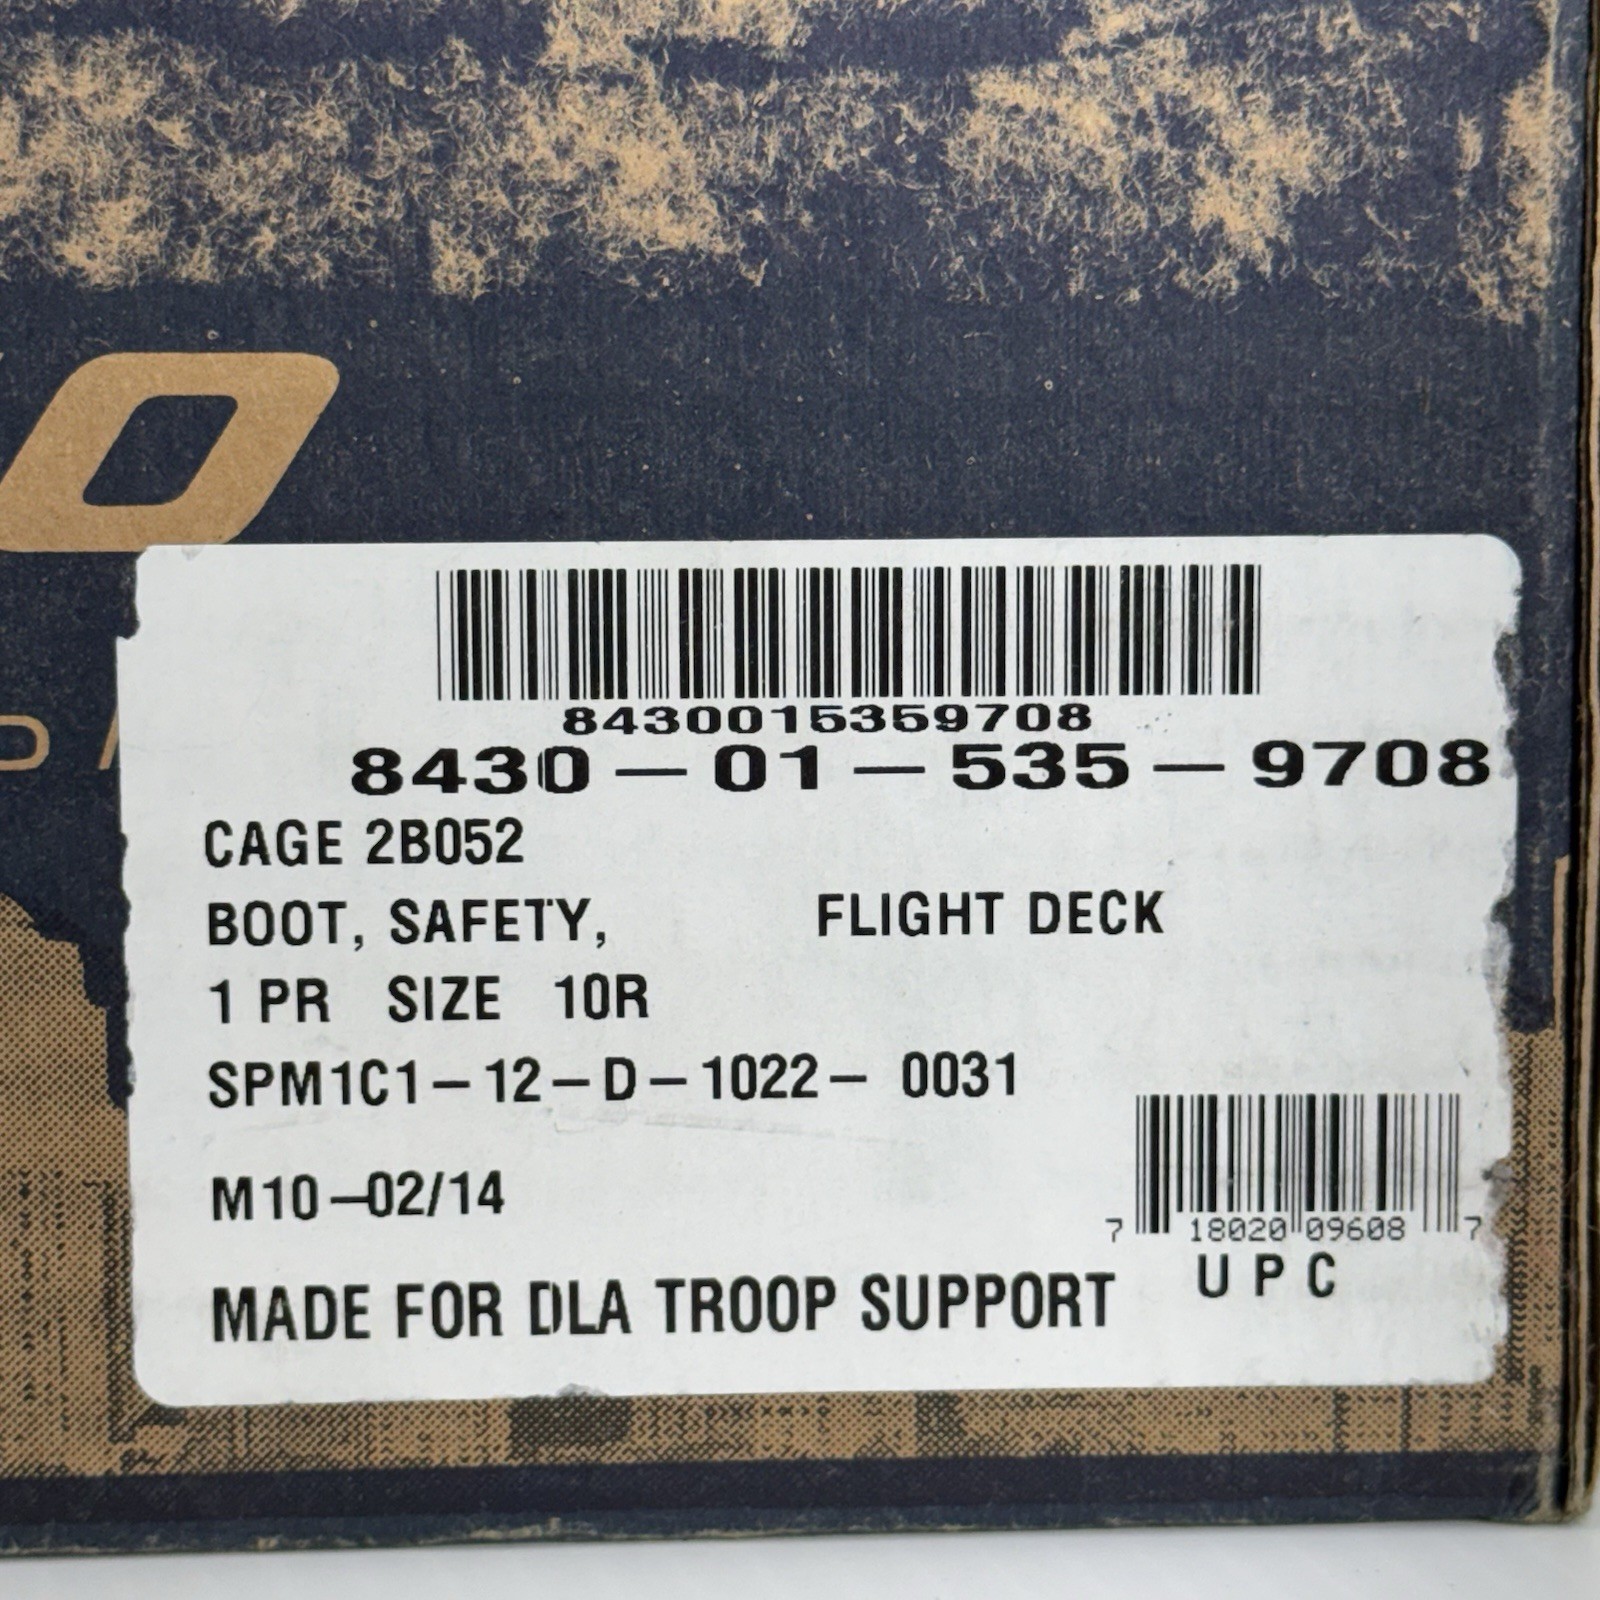 O
8430015359708
8430-01-535-9708
CAGE 2B052
BOOT, SAFETY, FLIGHT DECK
1 PR SIZE 10R
SPM1C1-12-D-1022- 0031
M10-02/14
7 18020 09608 7
UPC
MADE FOR DLA TROOP SUPPORT